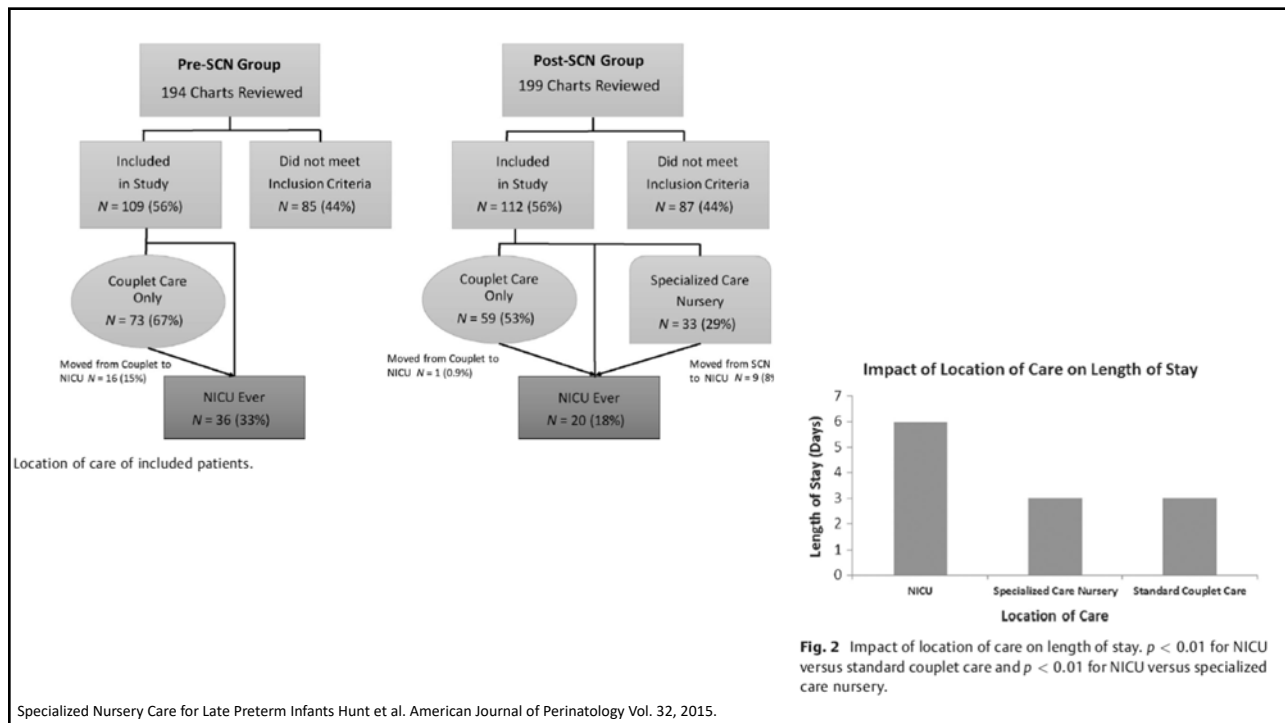 Pre-SCN Group
194 Charts Reviewed
Included
in Study
N = 109 (56%)
Did not meet
Inclusion Criteria
N = 85 (44%)
Couplet Care
Only
N = 73 (67%)
Moved from Couplet to
NICU N = 16 (15%)
NICU Ever
N = 36 (33%)
Post-SCN Group
199 Charts Reviewed
Included
in Study
N = 112 (56%)
Did not meet
Inclusion Criteria
N = 87 (44%)
Couplet Care
Only
N = 59 (53%)
Specialized Care
Nursery
N = 33 (29%)
Moved from Couplet to
NICU N = 1 (0.9%)
Moved from SCN
to NICU N = 9 (8%
NICU Ever
N = 20 (18%)
Location of care of included patients.
Impact of Location of Care on Length of Stay
Length of Stay (Days)
7
6
5
4
3
2
1
0
NICU
Specialized Care Nursery
Standard Couplet Care
Location of Care
Fig. 2 Impact of location of care on length of stay. p < 0.01 for NICU
versus standard couplet care and p < 0.01 for NICU versus specialized
care nursery.
Specialized Nursery Care for Late Preterm Infants Hunt et al. American Journal of Perinatology Vol. 32, 2015.